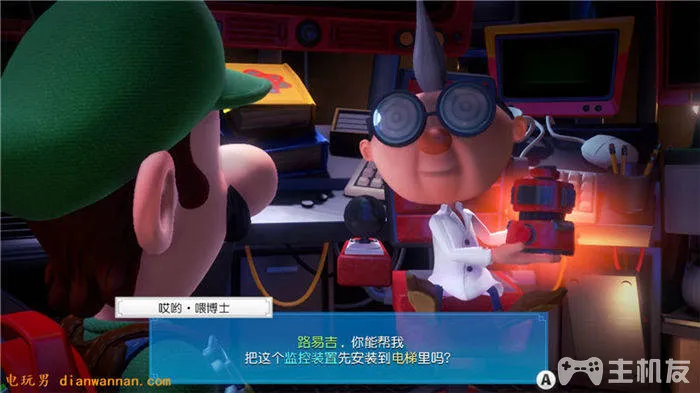 哎哟·喂博士
路易吉，你能帮我
把这个监控装置先安装到电梯里吗？
A
电玩男 dianwannan.com
主机友